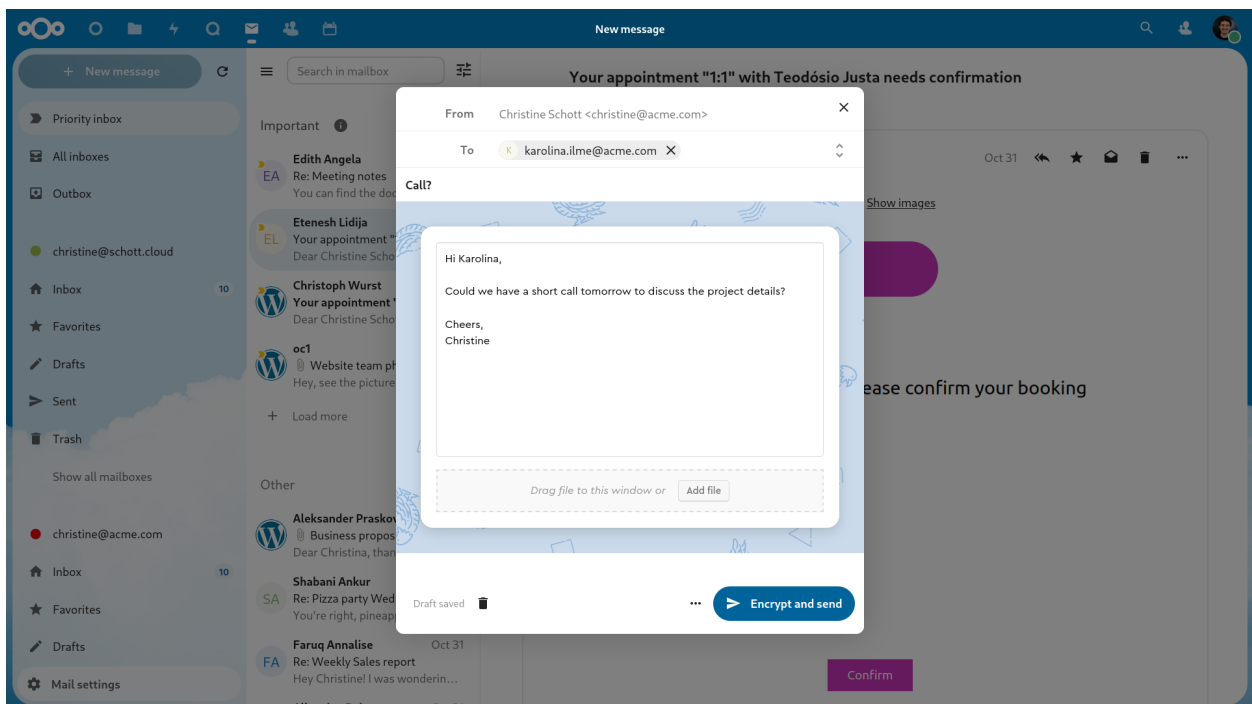 New message
+ New message
Search in mailbox
Your appointment "1:1" with Teodósio Justa needs confirmation
Priority inbox
All inboxes
Outbox
christine@schott.cloud
Inbox 10
Favorites
Drafts
Sent
Trash
Show all mailboxes
christine@acme.com
Inbox 10
Favorites
Drafts
Mail settings
Important
EA
Edith Angela
Re: Meeting notes
You can find the doc
EL
Etenesh Lidija
Your appointment "
Dear Christine Scho
Christoph Wurst
Your appointment "
Dear Christine Scho
oc1
Website team ph
Hey, see the picture
+ Load more
Other
Aleksander Praskov
Business propos
Dear Christina, than
SA
Shabani Ankur
Re: Pizza party Wed
You're right, pineap
FA
Faruq Annalise Oct 31
Re: Weekly Sales report
Hey Christine! I was wonderin...
From Christine Schott <christine@acme.com>
To K karolina.ilme@acme.com
Call?
Hi Karolina,
Could we have a short call tomorrow to discuss the project details?
Cheers,
Christine
Drag file to this window or Add file
Draft saved
Encrypt and send
Oct 31
Show images
ease confirm your booking
Confirm